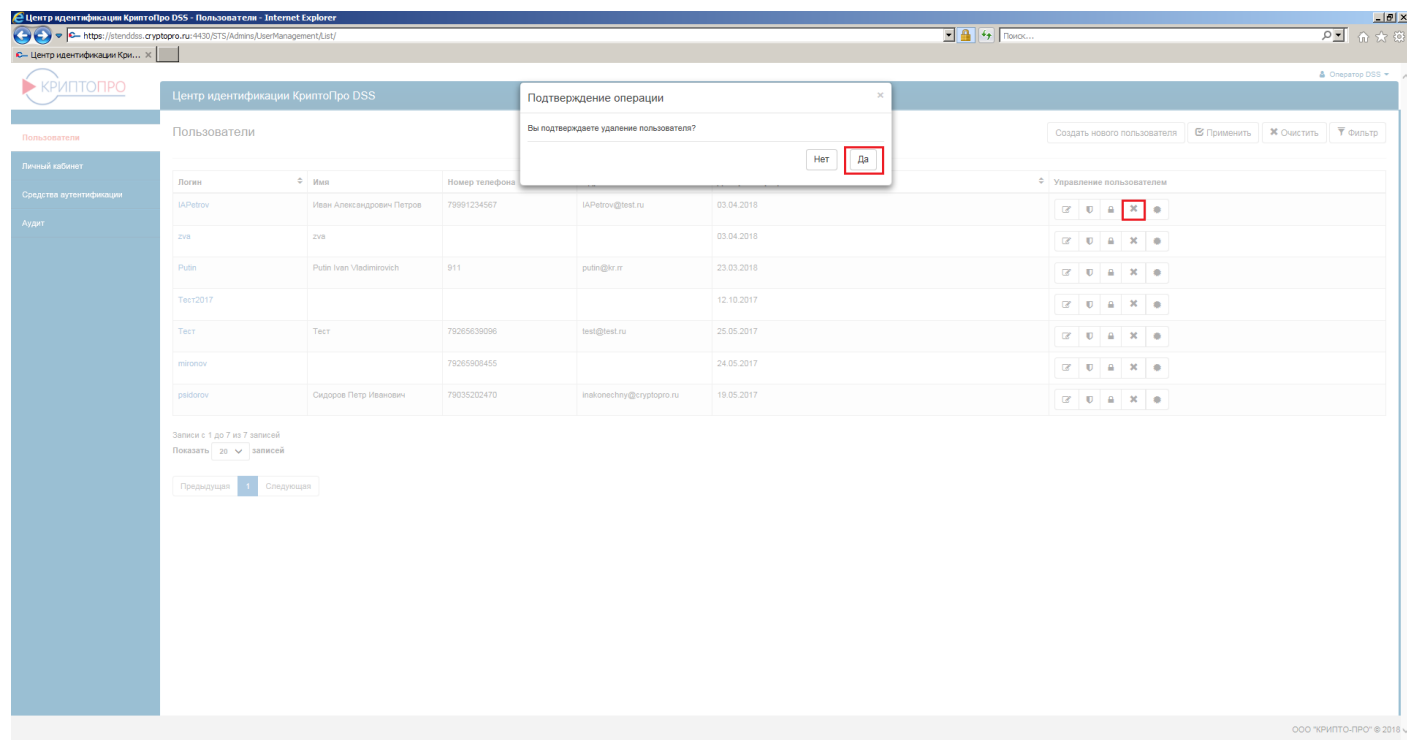 Центр идентификации КриптоПро DSS - Пользователи - Internet Explorer
https://stenddss.cryptopro.ru:4430/STS/Admins/UserManagement/List/
Поиск...
Центр идентификации Кри...
КРИПТОПРО
Оператор DSS
Центр идентификации КриптоПро DSS
Подтверждение операции
Вы подтверждаете удаление пользователя?
Нет Да
Пользователи
Личный кабинет
Средства аутентификации
Аудит
Пользователи
Создать нового пользователя Применить Очистить Фильтр
Логин Имя Номер телефона Управление пользователем
IAPetrov Иван Александрович Петров 79991234567 IAPetrov@test.ru 03.04.2018
zva zva 03.04.2018
Putin Putin Ivan Vladimirovich 911 putin@kr.rr 23.03.2018
Тест2017 12.10.2017
Тест Тест 79265639096 test@test.ru 25.05.2017
mironov 79265908455 24.05.2017
psidorov Сидоров Петр Иванович 79035202470 inakonechny@cryptopro.ru 19.05.2017
Записи с 1 до 7 из 7 записей
Показать 20 записей
Предыдущая 1 Следующая
ООО "КРИПТО-ПРО" © 2018